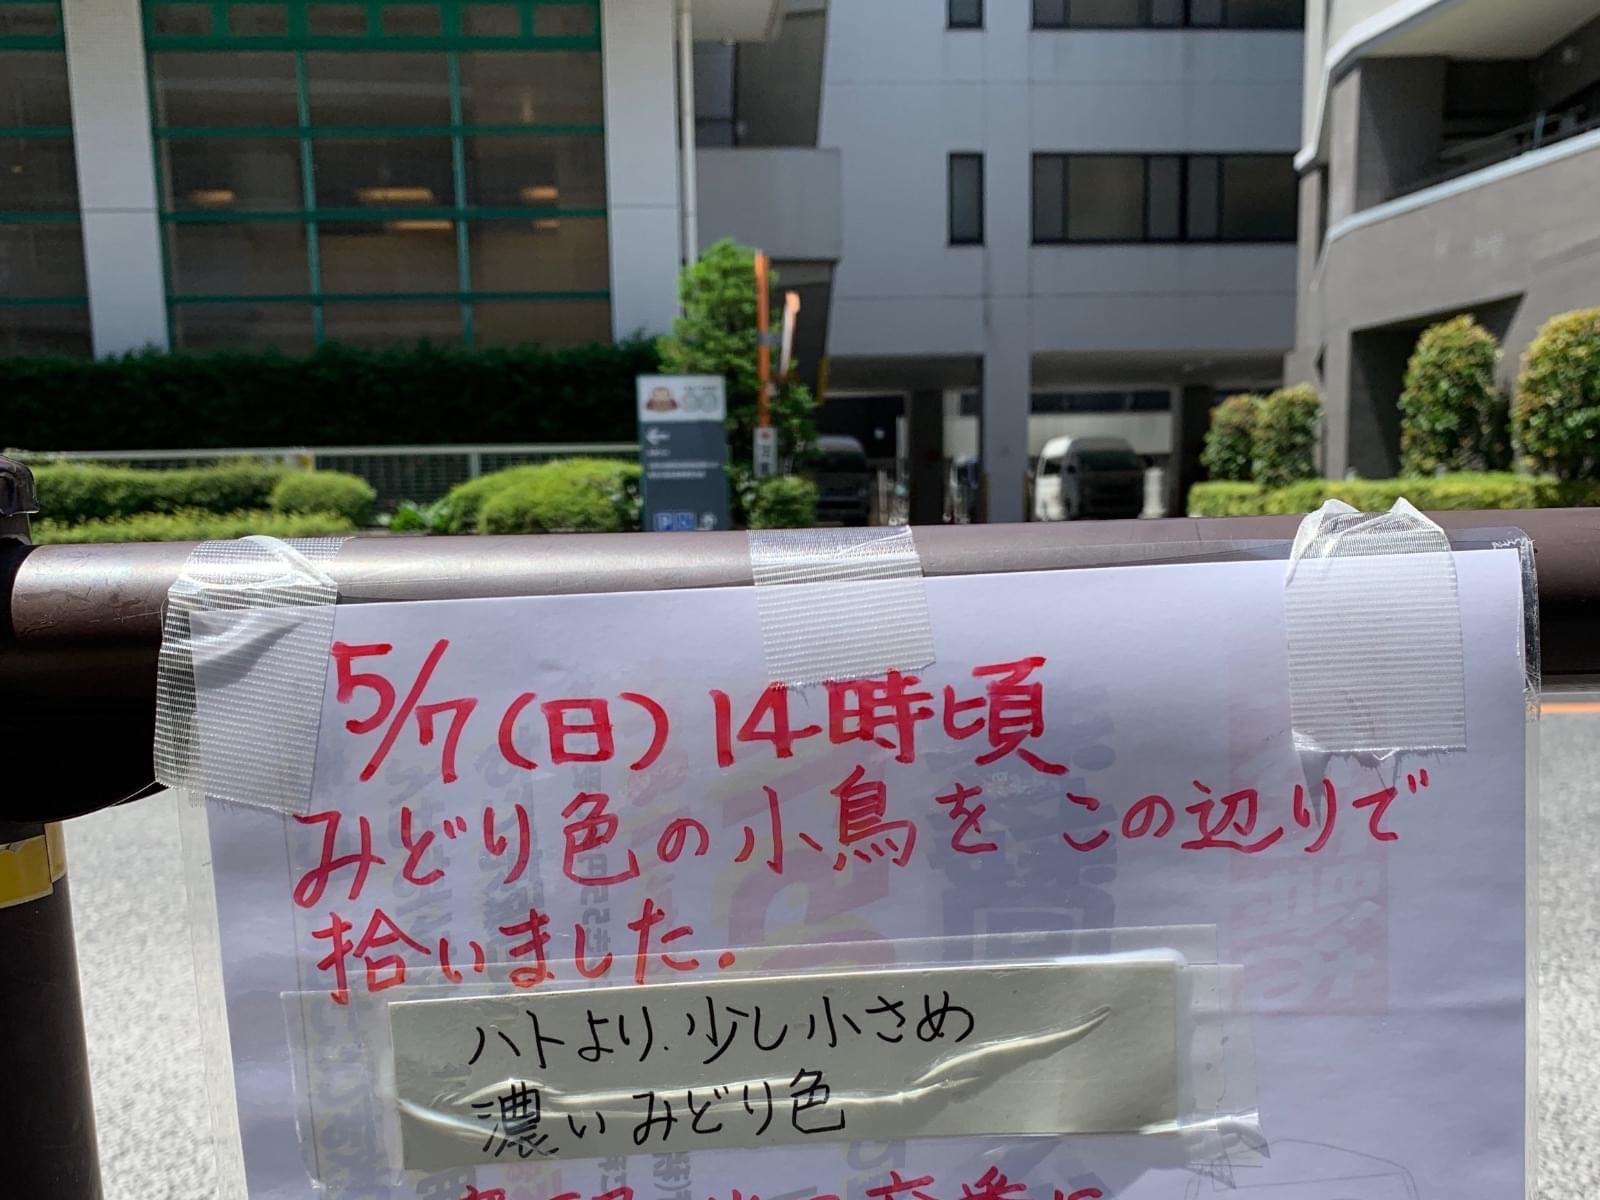 5/7(日)14時頃
みどり色の小鳥をこの辺りで
拾いました.
ハトより.少し小さめ
濃いみどり色